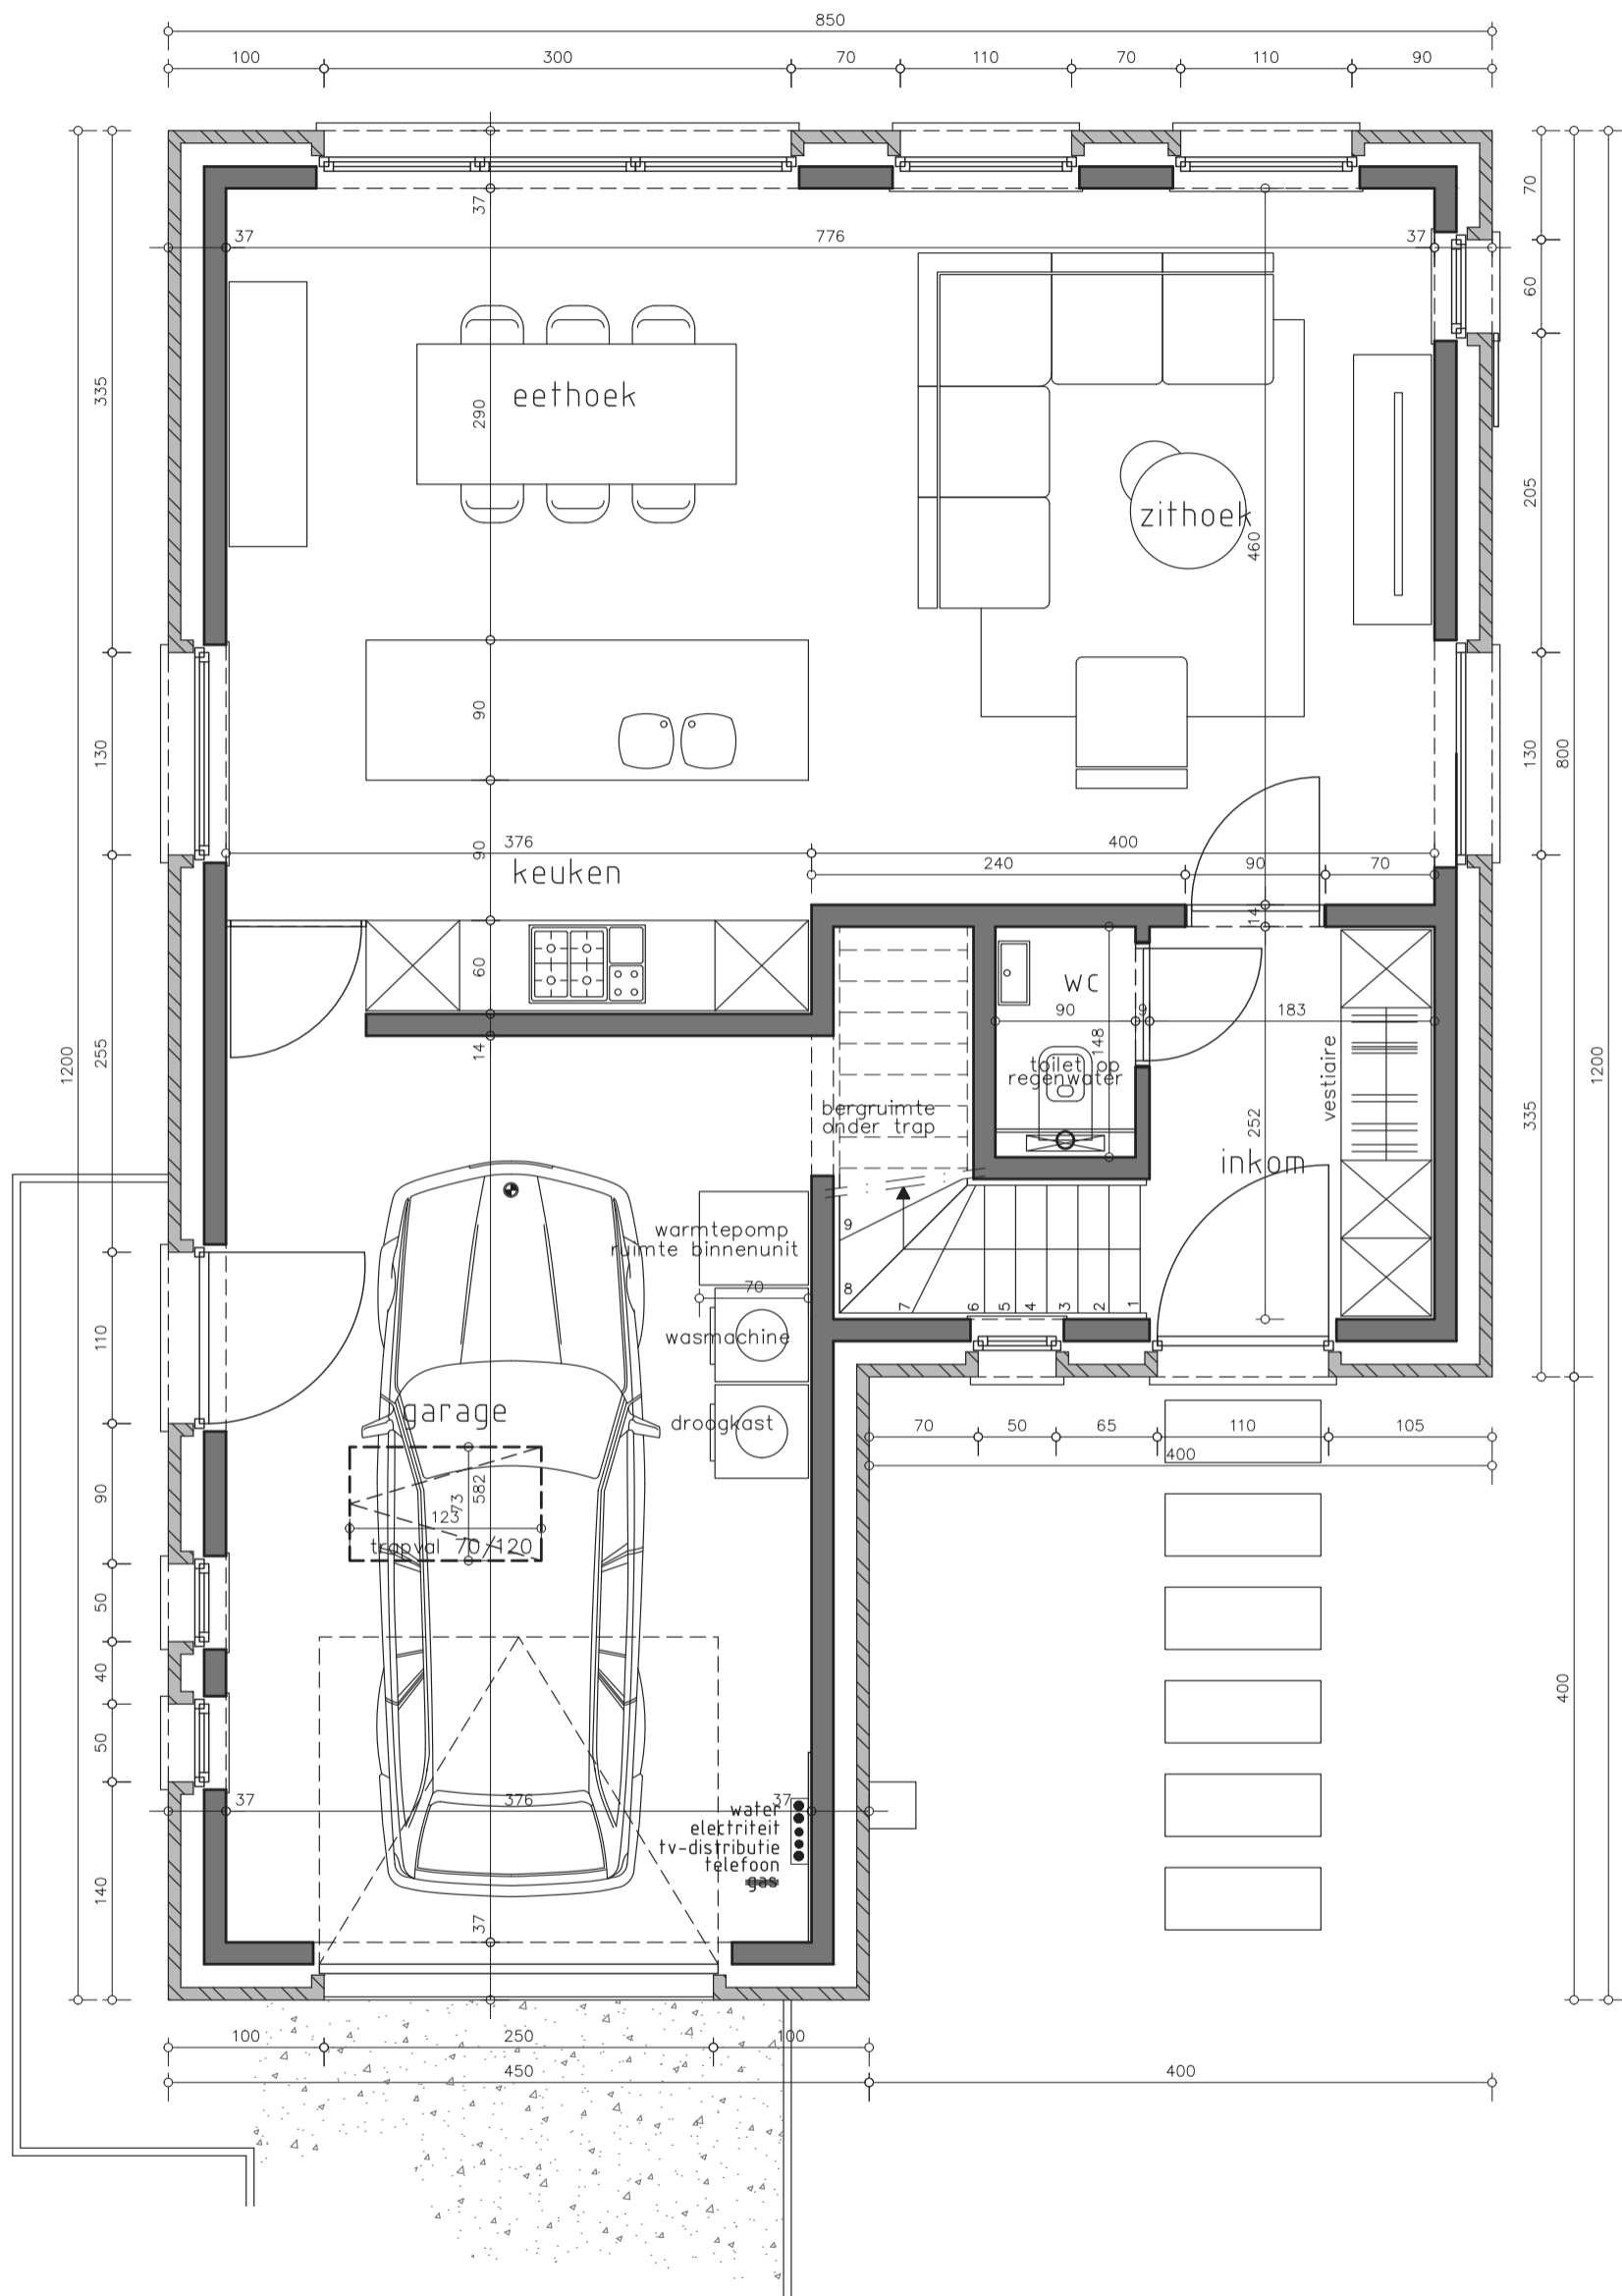 850
100 300 70 110 70 110 90
37 776 37
37
70
60
335
290
eethoek
zithoek
460
205
90
130
130
800
376 400
90
keuken
240 90 70
14
60
WC
90 9 183
14
148
1200
255
toilet op
regenwater
vestiaire
bergruimte
onder trap
252
335
1200
inkom
warmtepomp
ruimte binnenunit
9
8
7 6 5 4 3 2 1
70
wasmachine
110
garage
droogkast
70 50 65 110 105
400
90
73
582
123
trapval 70/120
50
40
400
50
37 376 37
water
electriteit
tv-distributie
telefoon
gas
140
37
100 250 100
450 400